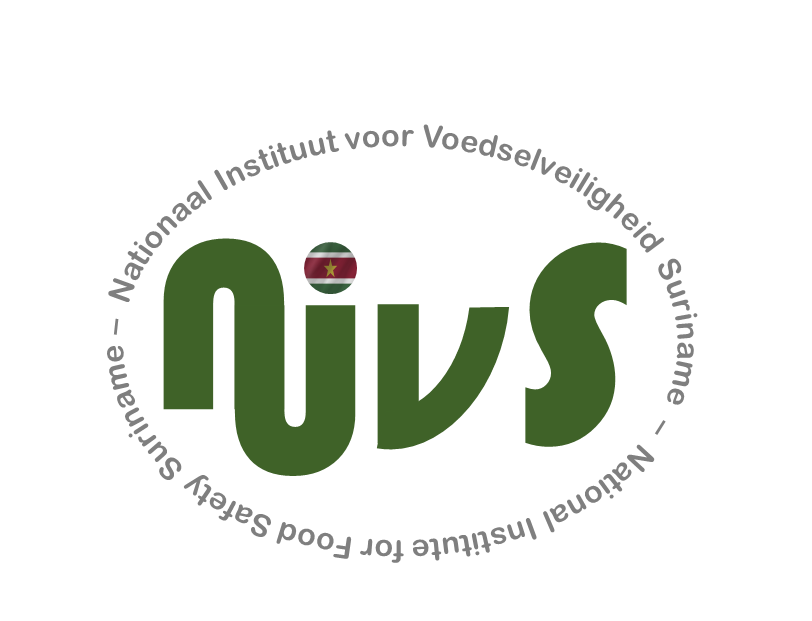 – Nationaal Instituut voor Voedselveiligheid Suriname
– National Institute for Food Safety Suriname
NiVS